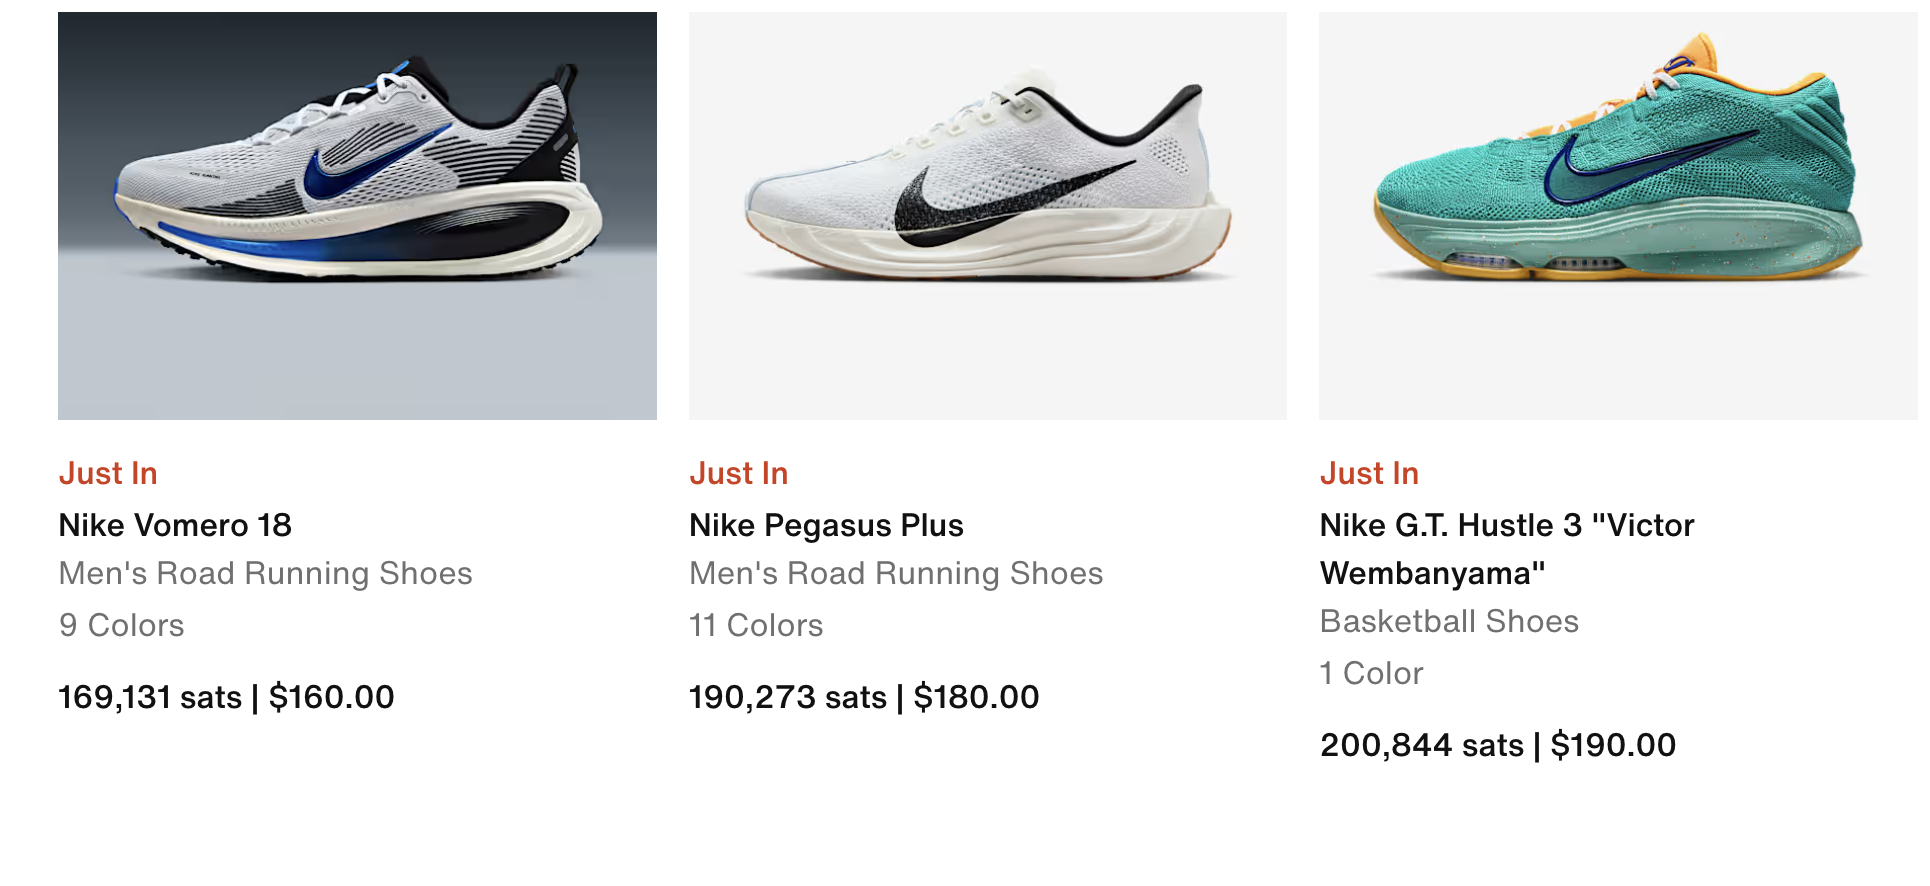 Just In
Nike Vomero 18
Men's Road Running Shoes
9 Colors
169,131 sats | $160.00
Just In
Nike Pegasus Plus
Men's Road Running Shoes
11 Colors
190,273 sats | $180.00
Just In
Nike G.T. Hustle 3 "Victor
Wembanyama"
Basketball Shoes
1 Color
200,844 sats | $190.00